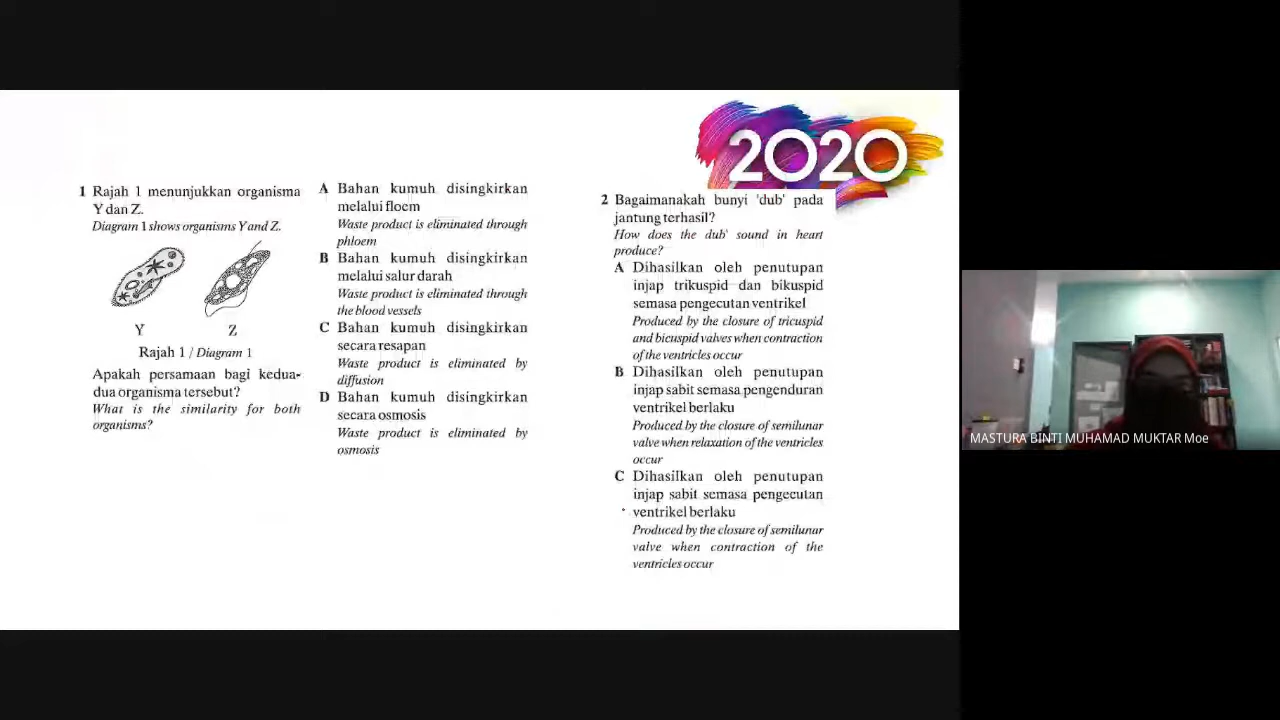 2020
1 Rajah 1 menunjukkan organisma
Y dan Z.
Diagram 1 shows organisms Y and Z.
Y Z
Rajah 1 / Diagram 1
Apakah persamaan bagi kedua-
dua organisma tersebut?
What is the similarity for both
organisms?
A Bahan kumuh disingkirkan
melalui floem
Waste product is eliminated through
phloem
B Bahan kumuh disingkirkan
melalui salur darah
Waste product is eliminated through
the blood vessels
C Bahan kumuh disingkirkan
secara resapan
Waste product is eliminated by
diffusion
D Bahan kumuh disingkirkan
secara osmosis
Waste product is eliminated by
osmosis
2 Bagaimanakah bunyi 'dub' pada
jantung terhasil?
How does the dub' sound in heart
produce?
A Dihasilkan oleh penutupan
injap trikuspid dan bikuspid
semasa pengecutan ventrikel
Produced by the closure of tricuspid
and bicuspid valves when contraction
of the ventricles occur
B Dihasilkan oleh penutupan
injap sabit semasa pengenduran
ventrikel berlaku
Produced by the closure of semilunar
valve when relaxation of the ventricles
occur
C Dihasilkan oleh penutupan
injap sabit semasa pengecutan
ventrikel berlaku
Produced by the closure of semilunar
valve when contraction of the
ventricles occur
MASTURA BINTI MUHAMAD MUKTAR Moe